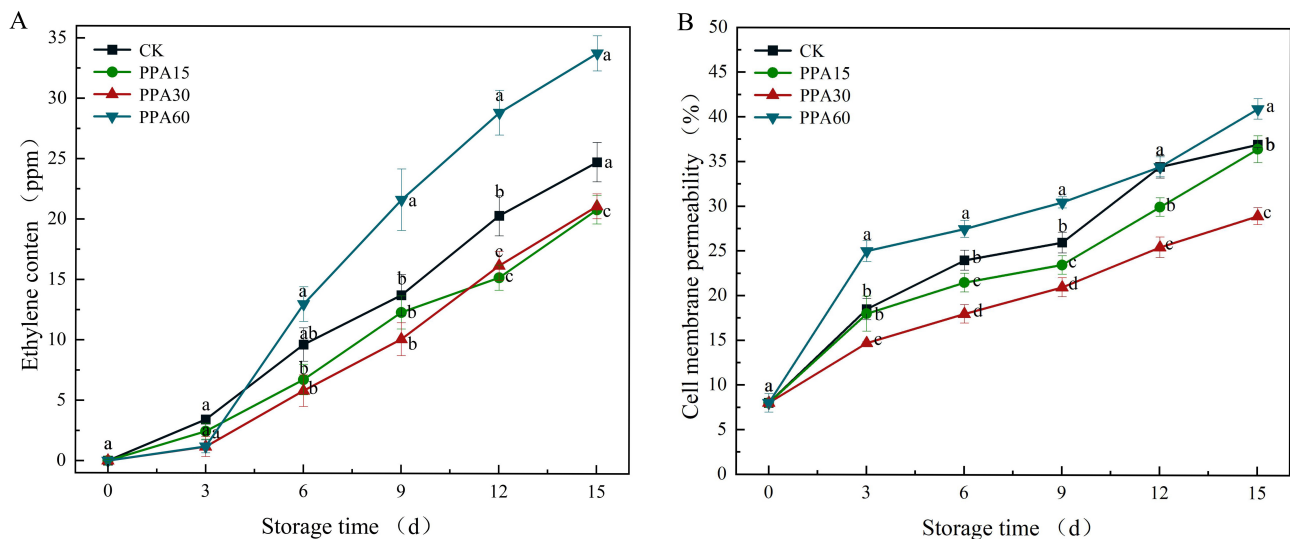 A
Ethylene conten （ppm）
35
30
25
20
15
10
5
0
CK
PPA15
PPA30
PPA60
a
a
a
a
ab
b
b
a
b
b
b
a
b
e
c
a
a
c
0
3
6
9
12
15
Storage time （d）
B
Cell membrane permeability （%）
50
45
40
35
30
25
20
15
10
5
0
CK
PPA15
PPA30
PPA60
a
a
b
b
c
a
b
c
d
a
b
c
d
a
b
c
a
b
c
0
3
6
9
12
15
Storage time （d）